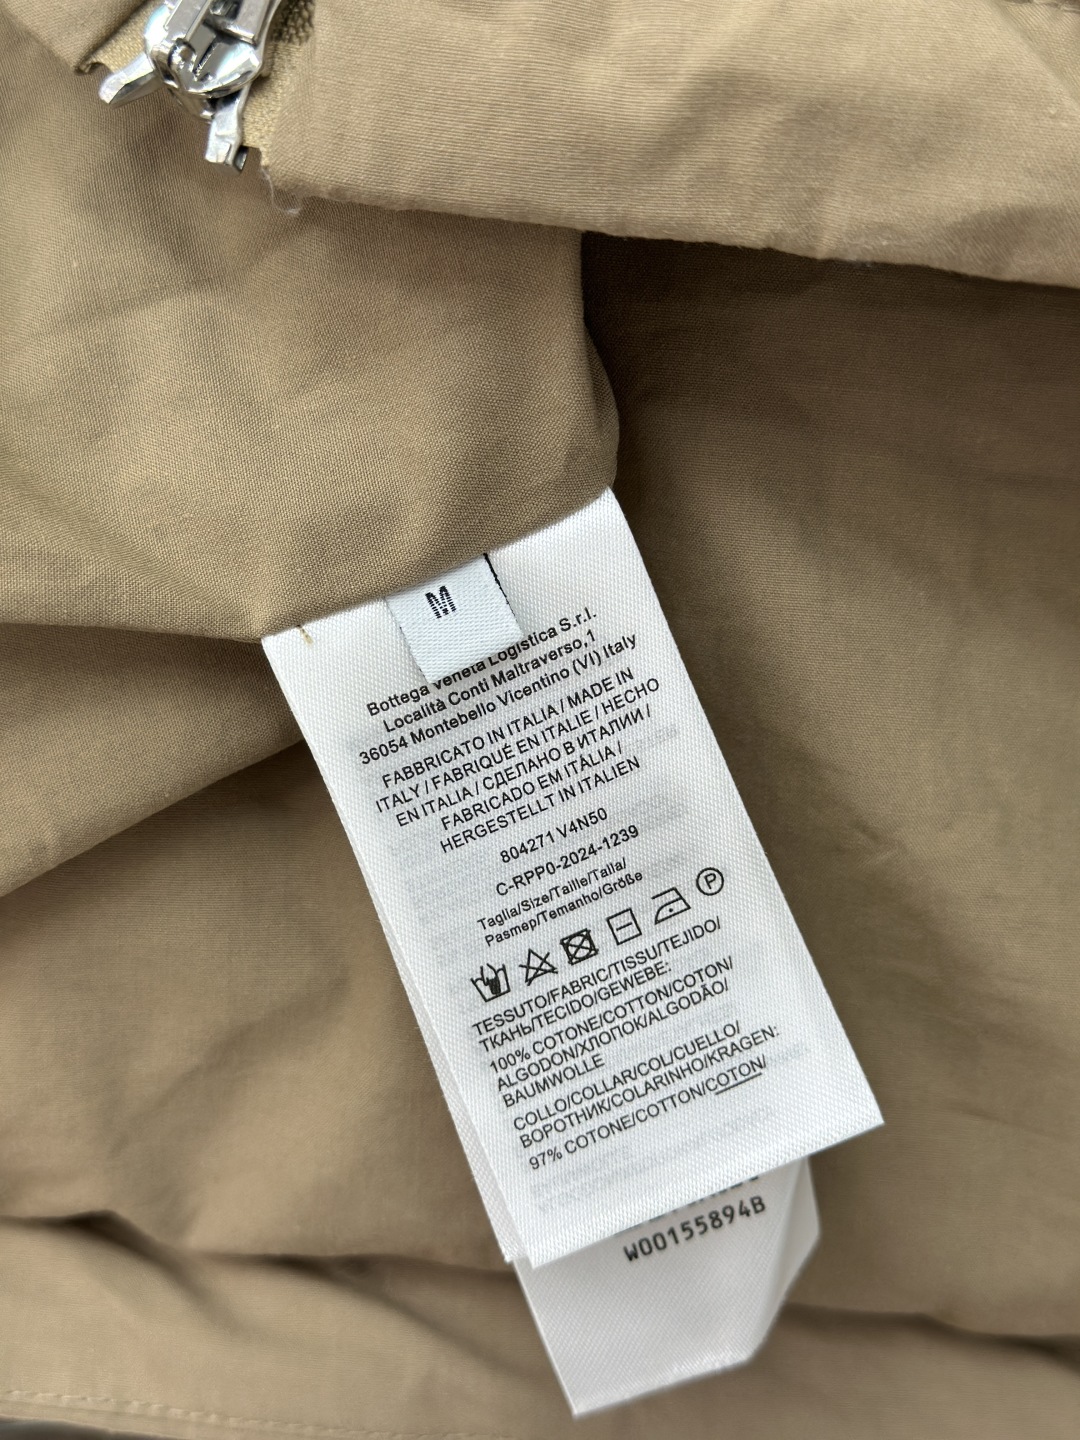 M
Bottega Veneta Logistica S.r.l.
Località Conti Maltraverso,1
36054 Montebello Vicentino (VI) Italy
FABBRICATO IN ITALIA / MADE IN
ITALY / FABRIQUÉ EN ITALIE / HECHO
EN ITALIA / СДЕЛАНО В ИТАЛИИ /
FABRICADO EM ITÁLIA /
HERGESTELLT IN ITALIEN
804271 V4N50
C-RPP0-2024-1239
Taglia/Size/Taille/Talla/
Размер/Tamanho/Größe
P
TESSUTO/FABRIC/TISSU/TEJIDO/
ТКАНЬ/TECIDO/GEWEBE:
100% COTONE/COTTON/COTON/
ALGODON/ХЛОПОК/ALGODÃO/
BAUMWOLLE
COLLO/COLLAR/COL/CUELLO/
ВОРОТНИК/COLARINHO/KRAGEN:
97% COTONE/COTTON/COTON/
W00155894B